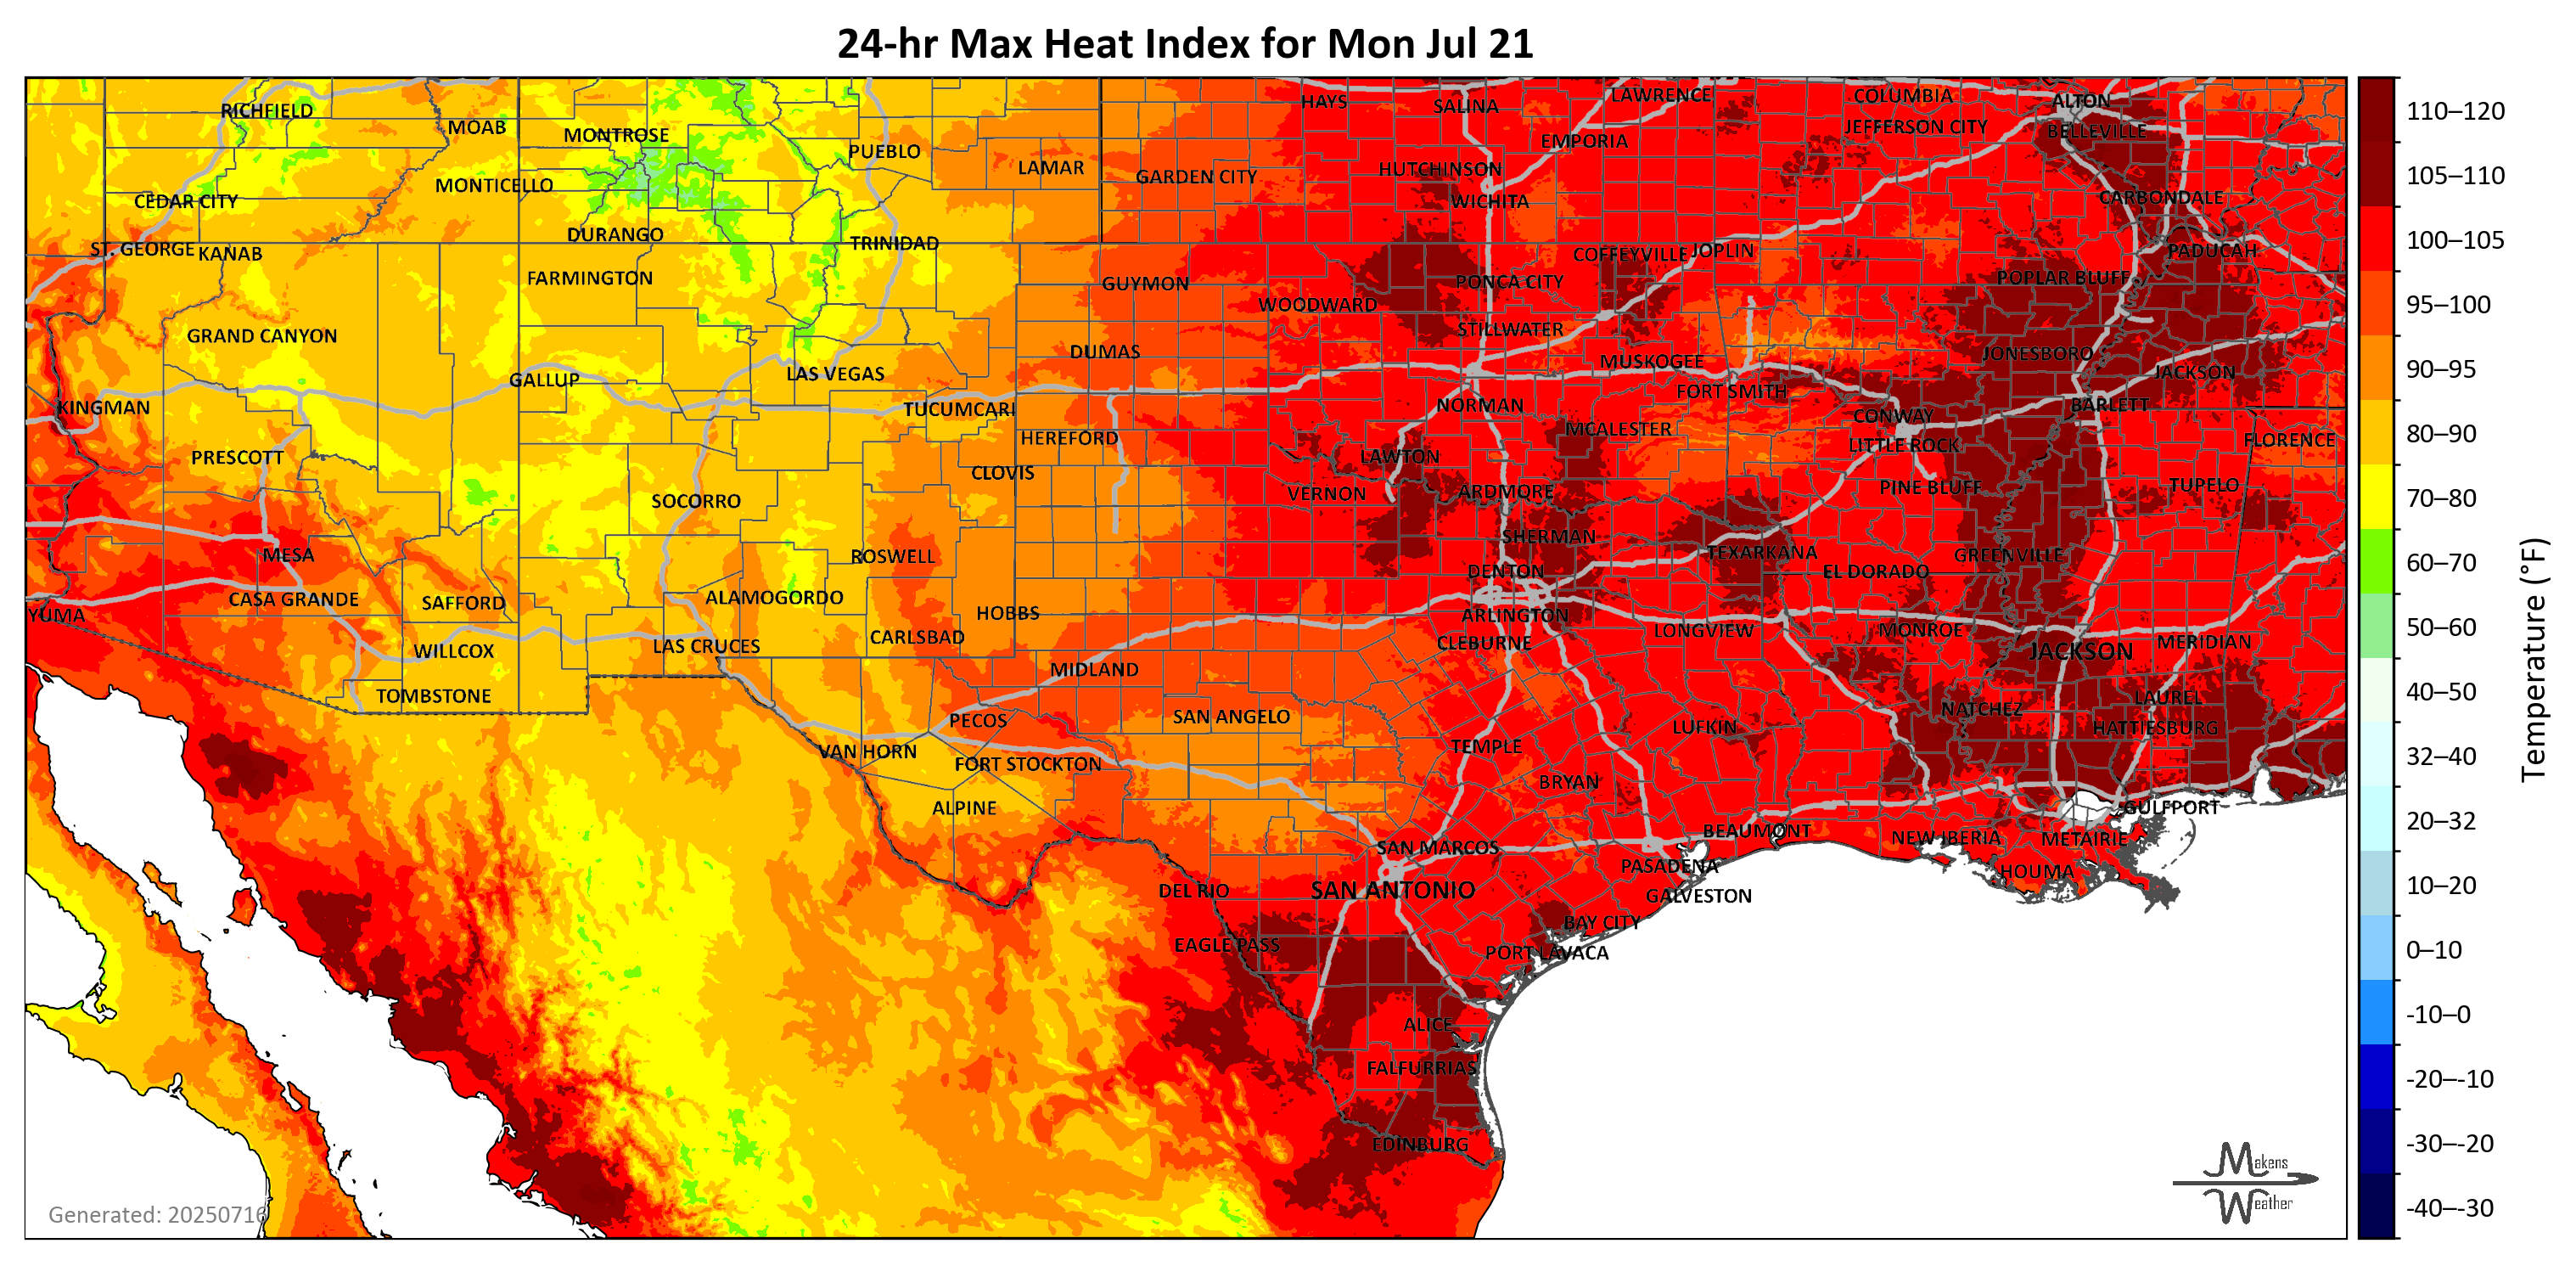 24-hr Max Heat Index for Mon Jul 21
RICHFIELD
MOAB
MONTROSE
PUEBLO
LAMAR
GARDEN CITY
HAYS
SALINA
LAWRENCE
EMPORIA
HUTCHINSON
WICHITA
COLUMBIA
JEFFERSON CITY
ALTON
BELLEVILLE
CARBONDALE
CEDAR CITY
MONTICELLO
DURANGO
TRINIDAD
ST. GEORGE
KANAB
FARMINGTON
GUYMON
WOODWARD
PONCA CITY
COFFEYVILLE
JOPLIN
POPLAR BLUFF
PADUCAH
GRAND CANYON
STILLWATER
DUMAS
MUSKOGEE
JONESBORO
JACKSON
GALLUP
LAS VEGAS
KINGMAN
TUCUMCARI
NORMAN
FORT SMITH
CONWAY
BARLETT
HEREFORD
MCALESTER
LITTLE ROCK
FLORENCE
PRESCOTT
CLOVIS
LAWTON
SOCORRO
VERNON
ARDMORE
PINE BLUFF
TUPELO
MESA
ROSWELL
SHERMAN
TEXARKANA
GREENVILLE
DENTON
EL DORADO
YUMA
CASA GRANDE
SAFFORD
ALAMOGORDO
HOBBS
ARLINGTON
WILLCOX
LAS CRUCES
CARLSBAD
CLEBURNE
LONGVIEW
MONROE
JACKSON
MERIDIAN
MIDLAND
TOMBSTONE
PECOS
SAN ANGELO
LUFKIN
NATCHEZ
LAUREL
HATTIESBURG
VAN HORN
FORT STOCKTON
TEMPLE
BRYAN
ALPINE
GULFPORT
SAN MARCOS
BEAUMONT
NEW IBERIA
METAIRIE
PASADENA
HOUMA
DEL RIO
SAN ANTONIO
GALVESTON
EAGLE PASS
BAY CITY
PORT LAVACA
ALICE
FALFURRIAS
EDINBURG
Generated: 20250716
Makens
Weather
110–120
105–110
100–105
95–100
90–95
80–90
70–80
60–70
50–60
40–50
32–40
20–32
10–20
0–10
-10–0
-20–-10
-30–-20
-40–-30
Temperature (°F)